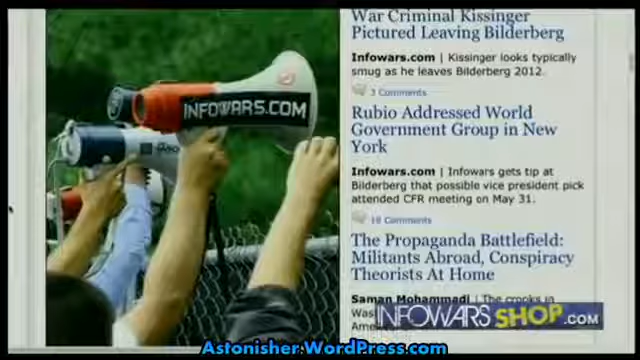 War Criminal Kissinger
Pictured Leaving Bilderberg
Infowars.com | Kissinger looks typically
smug as he leaves Bilderberg 2012.
3 Comments
Rubio Addressed World
Government Group in New
York
Infowars.com | Infowars gets tip at
Bilderberg that possible vice president pick
attended CFR meeting on May 31.
18 Comments
The Propaganda Battlefield:
Militants Abroad, Conspiracy
Theorists At Home
Saman Mohammadi | The crooks in
INFOWARS.COM
INFOWARS SHOP.COM
Astonisher.WordPress.com